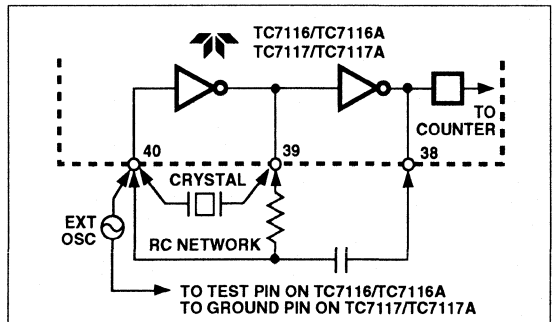 TC7116/TC7116A
TC7117/TC7117A
TO
COUNTER
40
39
38
CRYSTAL
EXT
OSC
RC NETWORK
TO TEST PIN ON TC7116/TC7116A
TO GROUND PIN ON TC7117/TC7117A